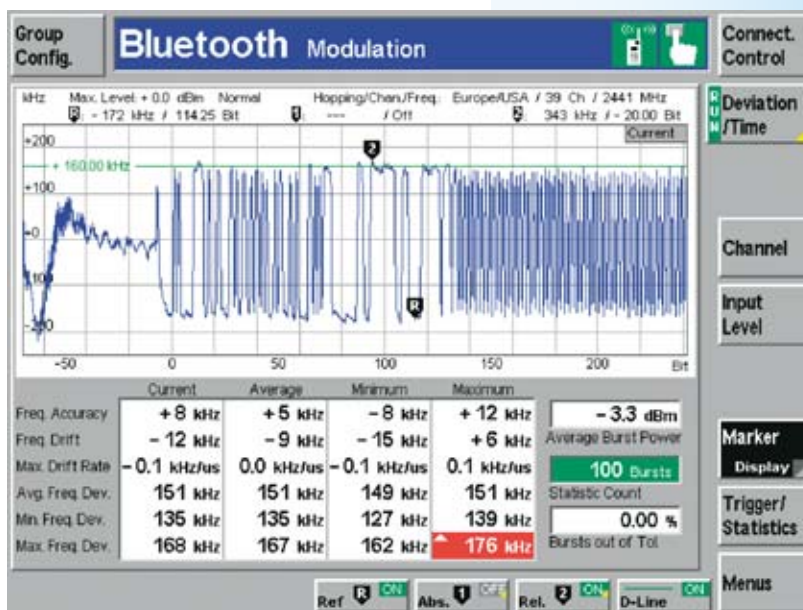 Group
Config.
Bluetooth Modulation
Connect.
Control
kHz Max. Level: + 0.0 dBm Normal Hopping/Chan./Freq.: Europe/USA / 39 Ch / 2441 MHz
R: - 172 kHz / 114.25 Bit 1: --- / Off 2: 343 kHz / - 20.00 Bit
Current
Deviation
/Time
RUN
+200
+ 160.00 kHz
2
+100
+0
-100
R
-200
-50 0 50 100 150 200 Bit
Channel
Input
Level
Current Average Minimum Maximum
Freq. Accuracy + 8 kHz + 5 kHz - 8 kHz + 12 kHz
Freq. Drift - 12 kHz - 9 kHz - 15 kHz + 6 kHz
Max. Drift Rate - 0.1 kHz/us 0.0 kHz/us - 0.1 kHz/us 0.1 kHz/us
Avg. Freq. Dev. 151 kHz 151 kHz 149 kHz 151 kHz
Min. Freq. Dev. 135 kHz 135 kHz 127 kHz 139 kHz
Max. Freq. Dev. 168 kHz 167 kHz 162 kHz 176 kHz
- 3.3 dBm
Average Burst Power
100 Bursts
Statistic Count
0.00 %
Bursts out of Tol.
Marker
Display
Trigger/
Statistics
Menus
Ref R ON Abs. 1 OFF Rel. 2 ON D-Line ON